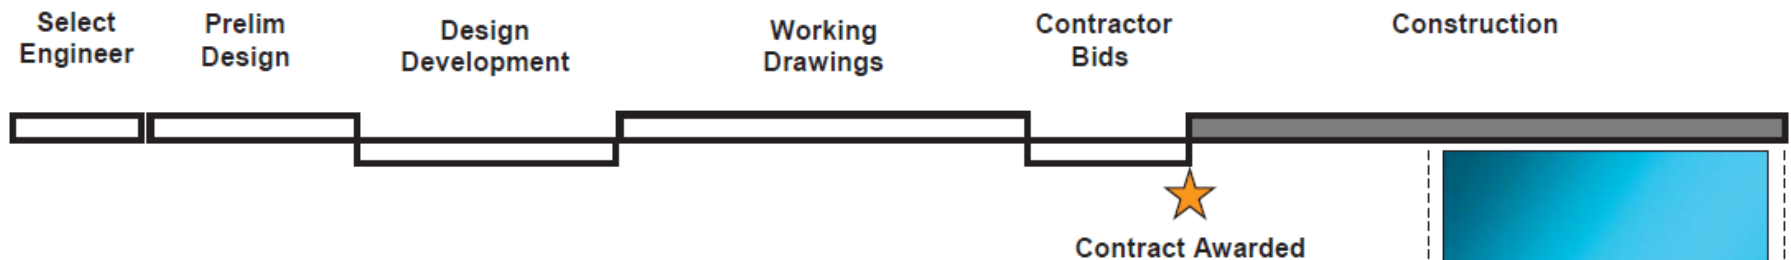 Select
Engineer
Prelim
Design
Design
Development
Working
Drawings
Contractor
Bids
Construction
Contract Awarded